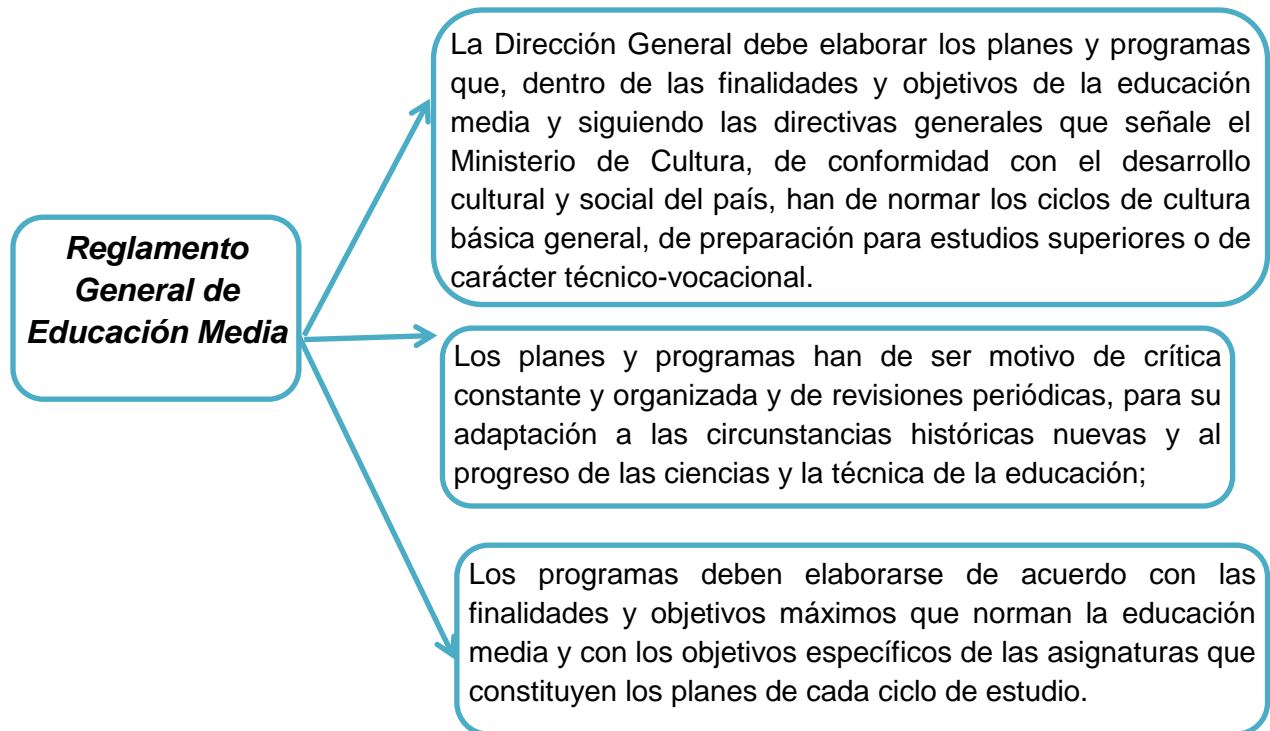 Reglamento
General de
Educación Media
La Dirección General debe elaborar los planes y programas
que, dentro de las finalidades y objetivos de la educación
media y siguiendo las directivas generales que señale el
Ministerio de Cultura, de conformidad con el desarrollo
cultural y social del país, han de normar los ciclos de cultura
básica general, de preparación para estudios superiores o de
carácter técnico-vocacional.
Los planes y programas han de ser motivo de crítica
constante y organizada y de revisiones periódicas, para su
adaptación a las circunstancias históricas nuevas y al
progreso de las ciencias y la técnica de la educación;
Los programas deben elaborarse de acuerdo con las
finalidades y objetivos máximos que norman la educación
media y con los objetivos específicos de las asignaturas que
constituyen los planes de cada ciclo de estudio.